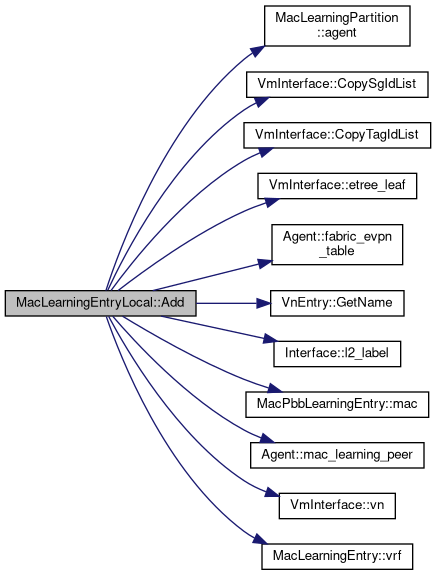 MacLearningPartition
::agent
VmInterface::CopySgIdList
VmInterface::CopyTagIdList
VmInterface::etree_leaf
Agent::fabric_evpn
_table
MacLearningEntryLocal::Add
VnEntry::GetName
Interface::l2_label
MacPbbLearningEntry::mac
Agent::mac_learning_peer
VmInterface::vn
MacLearningEntry::vrf